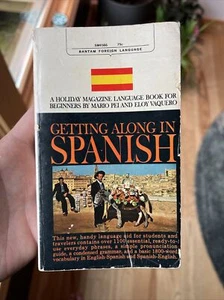 75¢
BANTAM FOREIGN LANGUAGE
A HOLIDAY MAGAZINE LANGUAGE BOOK FOR
BEGINNERS BY MARIO PEI AND ELOY VAQUERO
GETTING ALONG IN
SPANISH
This new, handy language aid for students and
travelers contains over 1100 essential, ready-to-
use everyday phrases, a simple pronunciation
guide, a condensed grammar, and a basic 1800-word
vocabulary in English-Spanish and Spanish-English.